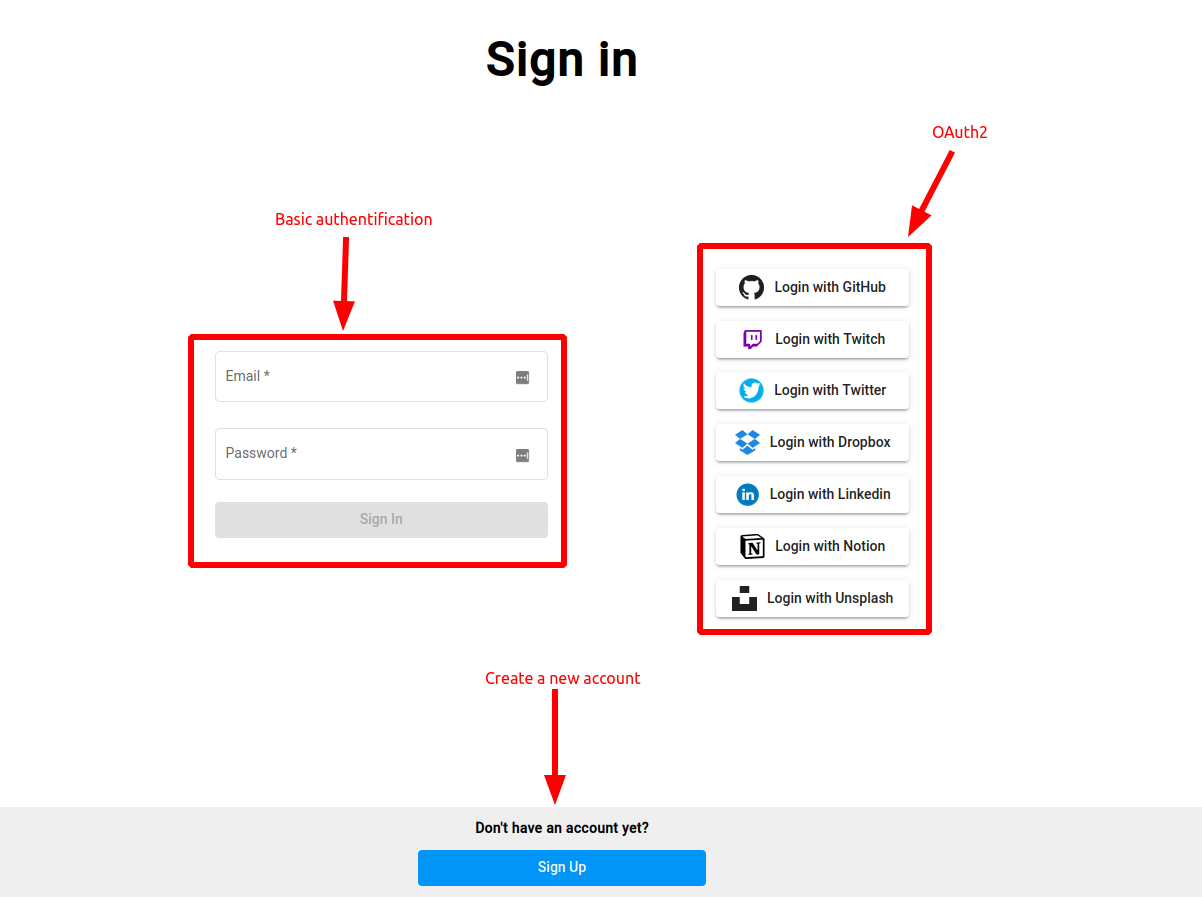 Sign in
OAuth2
Basic authentification
Login with GitHub
Login with Twitch
Email *
Login with Twitter
Password *
Login with Dropbox
Login with Linkedin
Sign In
Login with Notion
Login with Unsplash
Create a new account
Don't have an account yet?
Sign Up